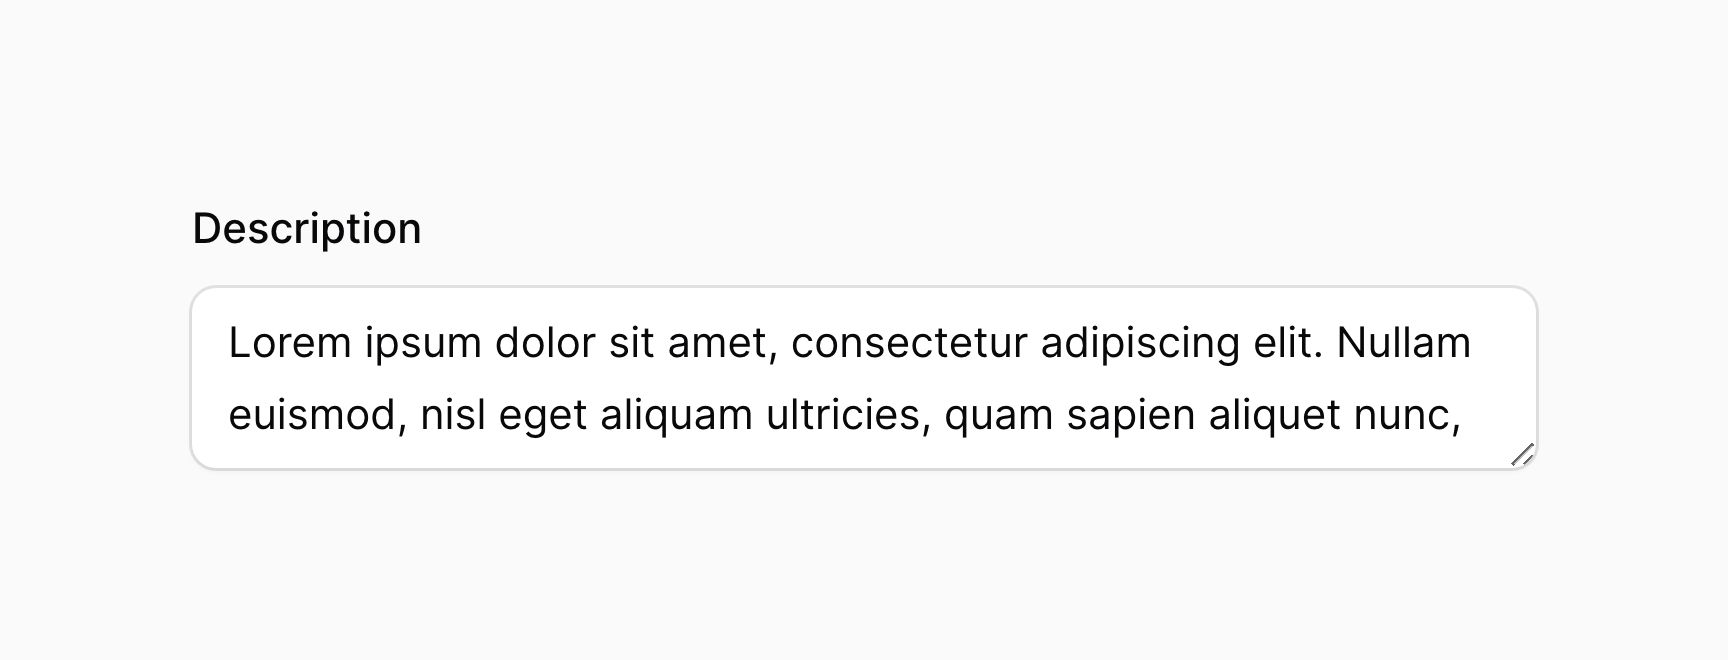 Description
Lorem ipsum dolor sit amet, consectetur adipiscing elit. Nullam
euismod, nisl eget aliquam ultricies, quam sapien aliquet nunc,